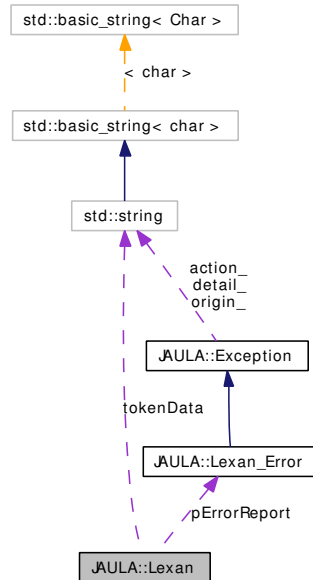 std::basic_string< Char >
< char >
std::basic_string< char >
std::string
action_
detail_
origin_
JAULA::Exception
tokenData
JAULA::Lexan_Error
pErrorReport
JAULA::Lexan